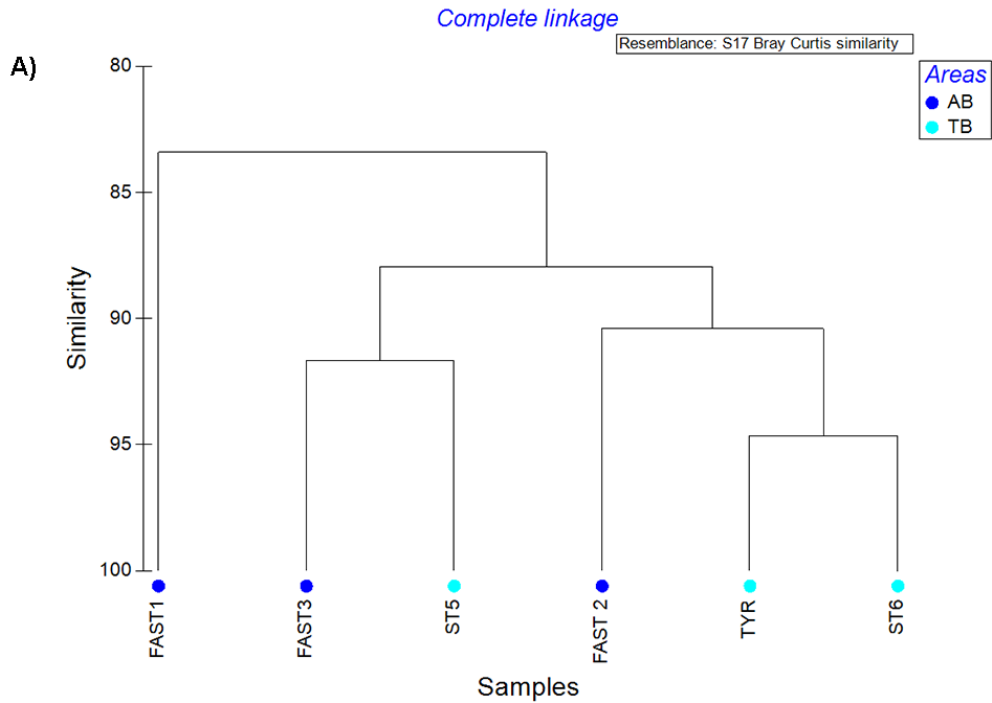 Complete linkage
Resemblance: S17 Bray Curtis similarity
A)
Areas
AB
TB
80
85
90
95
100
Similarity
FAST1
FAST3
ST5
FAST 2
TYR
ST6
Samples